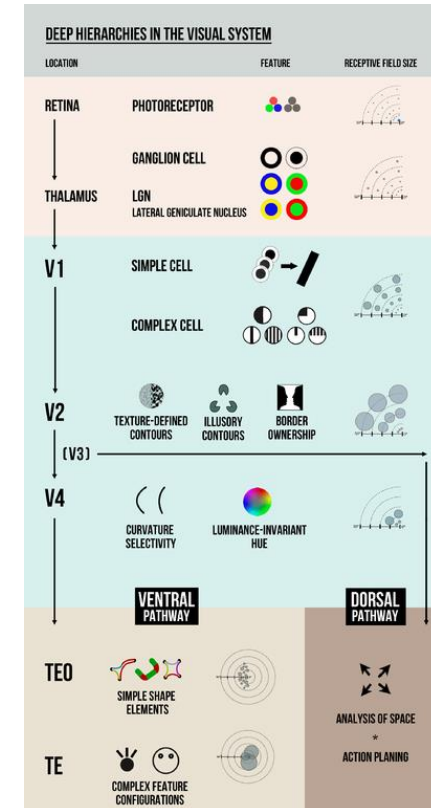 DEEP HIERARCHIES IN THE VISUAL SYSTEM
LOCATION FEATURE RECEPTIVE FIELD SIZE
RETINA PHOTORECEPTOR
GANGLION CELL
THALAMUS LGN
LATERAL GENICULATE NUCLEUS
V1 SIMPLE CELL
COMPLEX CELL
V2
TEXTURE-DEFINED
CONTOURS
ILLUSORY
CONTOURS
BORDER
OWNERSHIP
(V3)
V4
CURVATURE
SELECTIVITY
LUMINANCE-INVARIANT
HUE
VENTRAL
PATHWAY
DORSAL
PATHWAY
TEO
SIMPLE SHAPE
ELEMENTS
ANALYSIS OF SPACE
*
ACTION PLANING
TE
COMPLEX FEATURE
CONFIGURATIONS